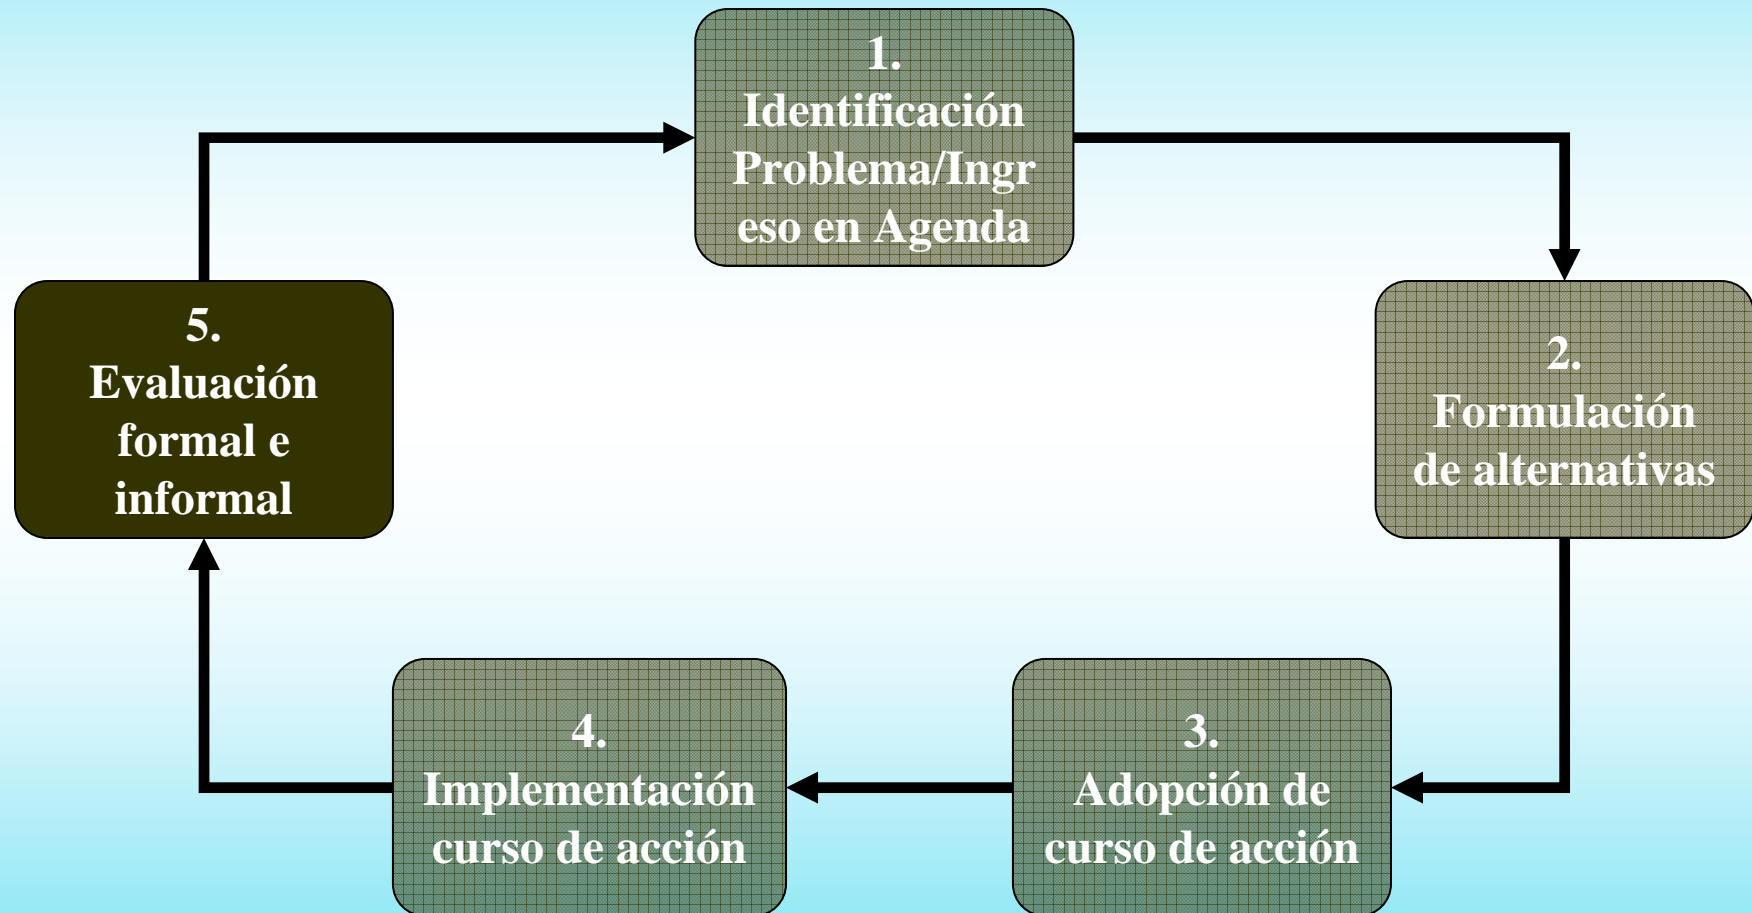 1.
Identificación
Problema/Ingr
eso en Agenda
2.
Formulación
de alternativas
3.
Adopción de
curso de acción
4.
Implementación
curso de acción
5.
Evaluación
formal e
informal